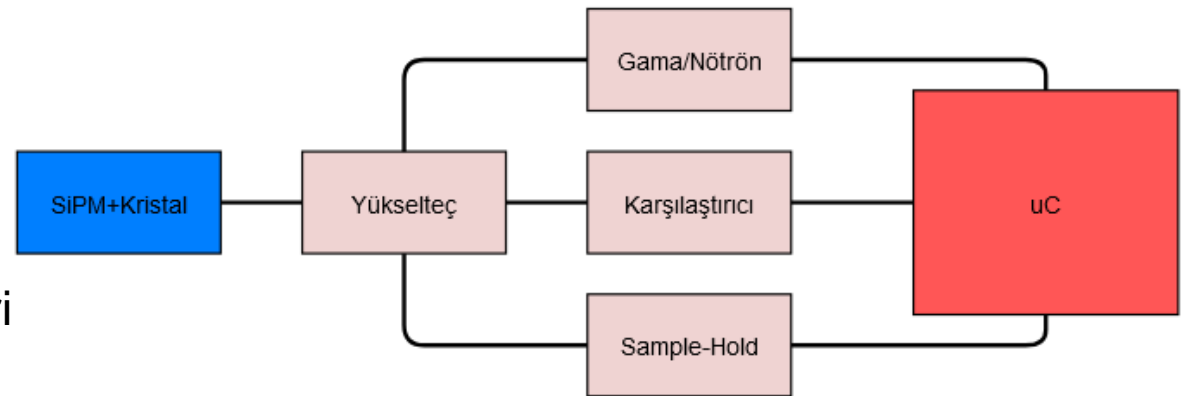 Gama/Nötrön
SiPM+Kristal
Yükselteç
Karşılaştırıcı
uC
Sample-Hold